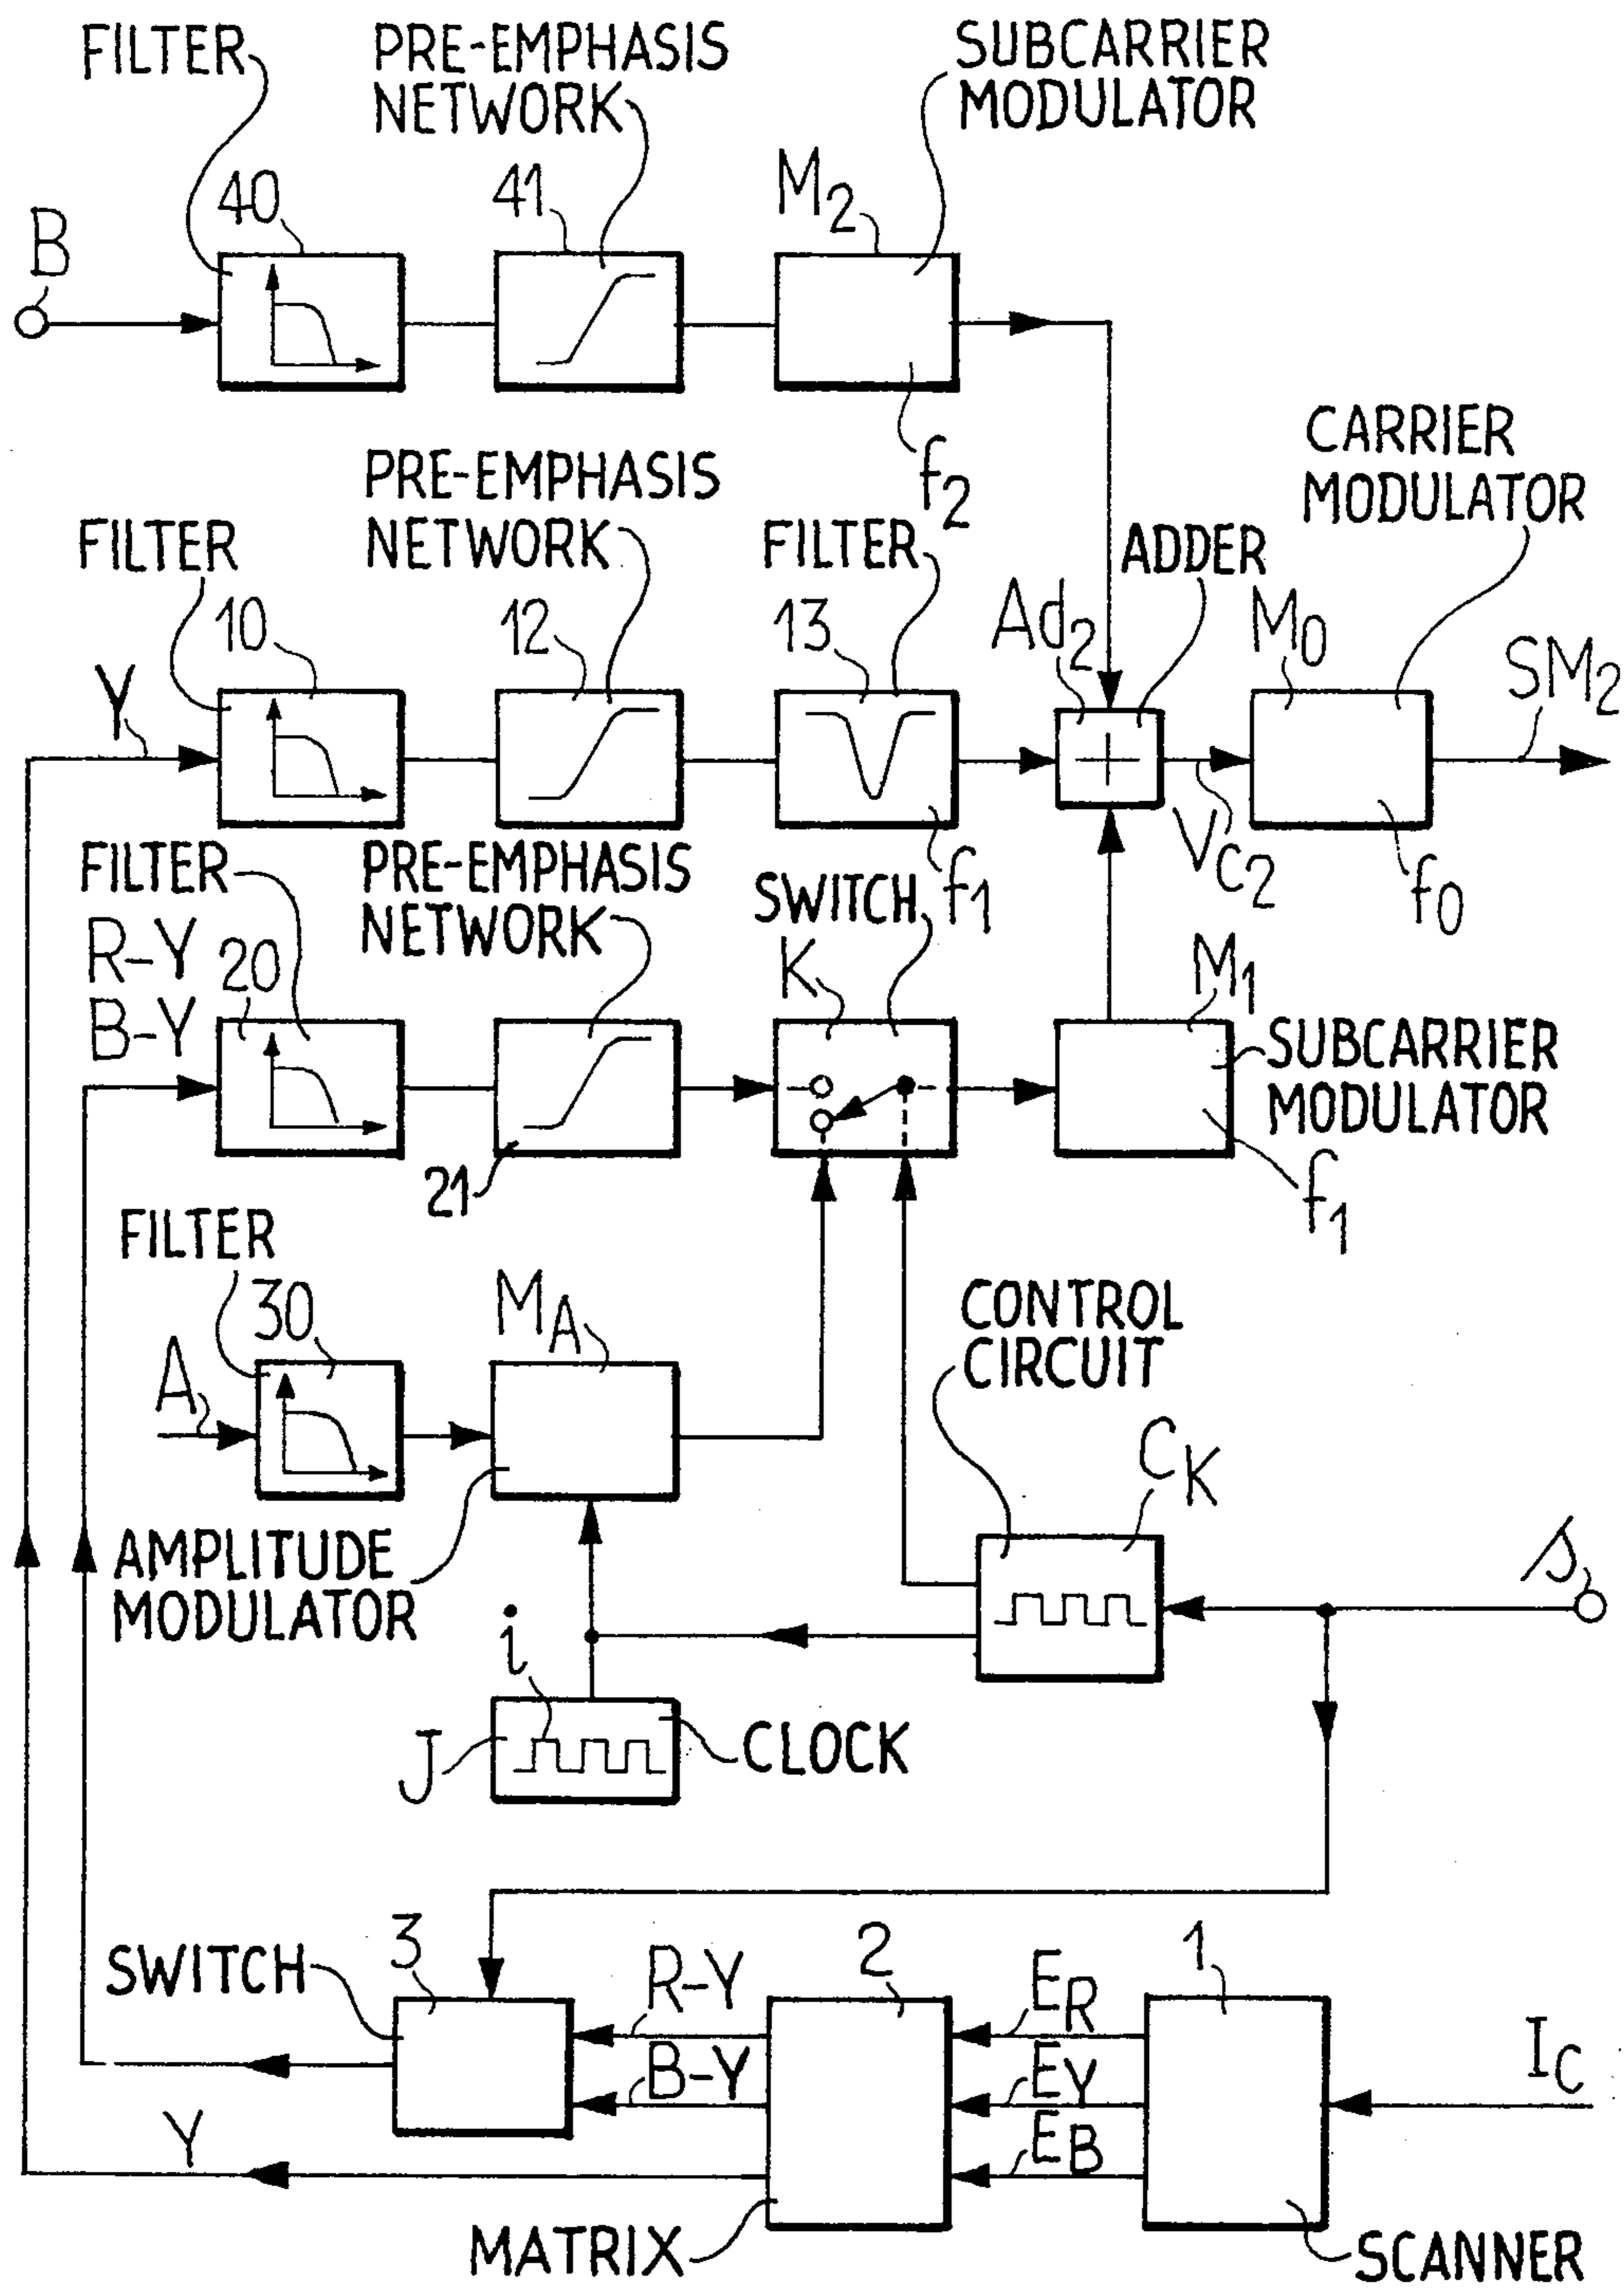 FILTER
PRE-EMPHASIS
NETWORK
SUBCARRIER
MODULATOR
B
40
41
M2
f2
CARRIER
MODULATOR
PRE-EMPHASIS
NETWORK
FILTER
FILTER
ADDER
Y
10
12
13
Ad2
M0
SM2
f1
VC2
f0
FILTER
PRE-EMPHASIS
NETWORK
SWITCH
R-Y
B-Y
20
21
K
M1
SUBCARRIER
MODULATOR
f1
FILTER
30
A
MA
AMPLITUDE
MODULATOR
CONTROL
CIRCUIT
CK
s
i
J
CLOCK
SWITCH
3
R-Y
B-Y
Y
2
MATRIX
ER
EY
EB
1
IC
SCANNER